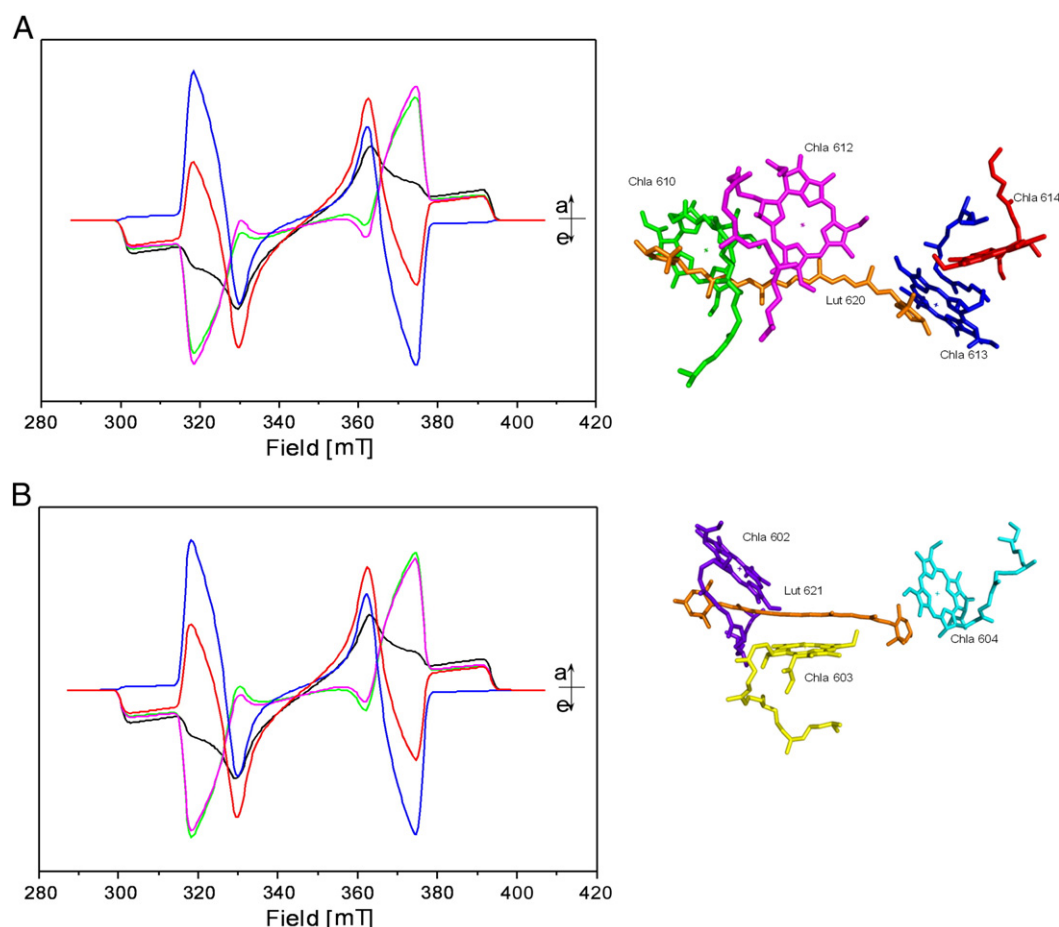 A
a
e
280 300 320 340 360 380 400 420
Field [mT]
Chla 612
Chla 610
Chla 614
Lut 620
Chla 613
B
a
e
280 300 320 340 360 380 400 420
Field [mT]
Chla 602
Lut 621
Chla 604
Chla 603